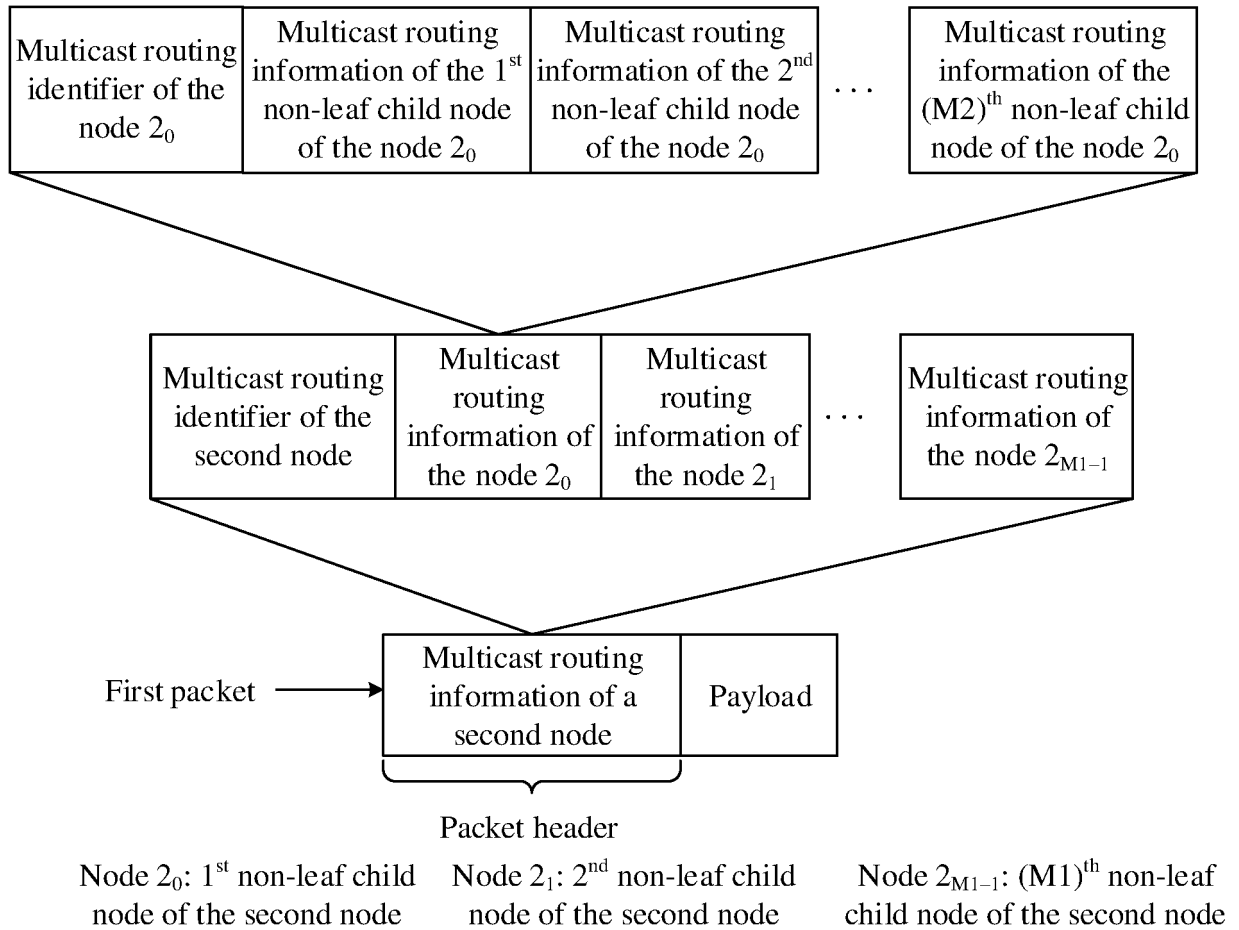 Multicast routing
identifier of the
node 2₀
Multicast routing
information of the 1ˢᵗ
non-leaf child node
of the node 2₀
Multicast routing
information of the 2ⁿᵈ
non-leaf child node
of the node 2₀
. . .
Multicast routing
information of the
(M2)ᵗʰ non-leaf child
node of the node 2₀
Multicast routing
identifier of the
second node
Multicast
routing
information of
the node 2₀
Multicast
routing
information of
the node 2₁
. . .
Multicast routing
information of
the node 2M1–1
First packet
Multicast routing
information of a
second node
Payload
Packet header
Node 2₀: 1ˢᵗ non-leaf child
node of the second node
Node 2₁: 2ⁿᵈ non-leaf child
node of the second node
Node 2M1–1: (M1)ᵗʰ non-leaf
child node of the second node